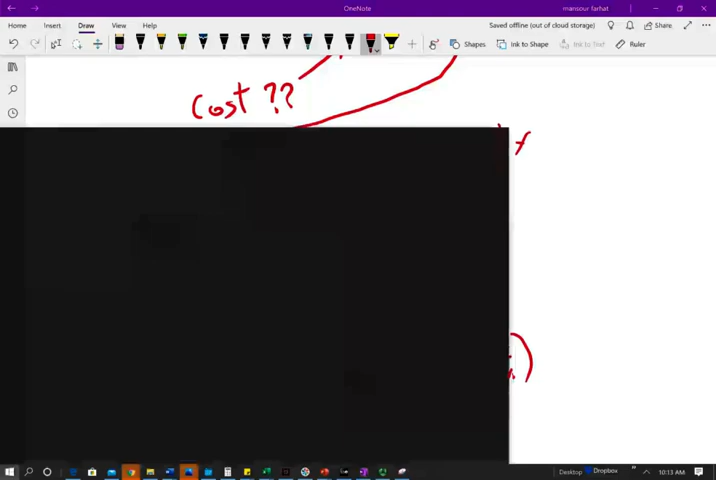 OneNote
mansour farhat
Home Insert Draw View Help
Saved offline (out of cloud storage) Share
Shapes Ink to Shape Ink to Text Ruler
Cost ??
Desktop Dropbox 10:13 AM